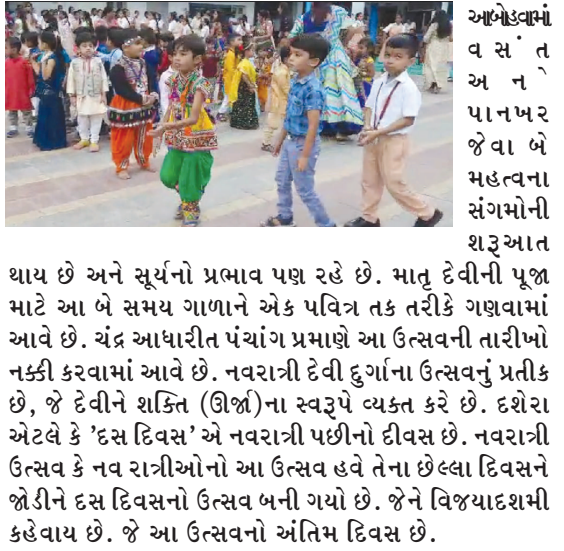 આબોહવામાં
વસંત
અને
પાનખર
જેવા બે
મહત્વના
સંગમોની
શરૂઆત
થાય છે અને સૂર્યનો પ્રભાવ પણ રહે છે. માતૃ દેવીની પૂજા
માટે આ બે સમય ગાળાને એક પવિત્ર તક તરીકે ગણવામાં
આવે છે. ચંદ્ર આધારીત પંચાંગ પ્રમાણે આ ઉત્સવની તારીખો
નક્કી કરવામાં આવે છે. નવરાત્રી દેવી દુર્ગાના ઉત્સવનું પ્રતીક
છે, જે દેવીને શક્તિ (ઊર્જા)ના સ્વરૂપે વ્યક્ત કરે છે. દશેરા
એટલે કે ’દસ દિવસ’ એ નવરાત્રી પછીનો દીવસ છે. નવરાત્રી
ઉત્સવ કે નવ રાત્રીઓનો આ ઉત્સવ હવે તેના છેલ્લા દિવસને
જોડીને દસ દિવસનો ઉત્સવ બની ગયો છે. જેને વિજયાદશમી
કહેવાય છે. જે આ ઉત્સવનો અંતિમ દિવસ છે.